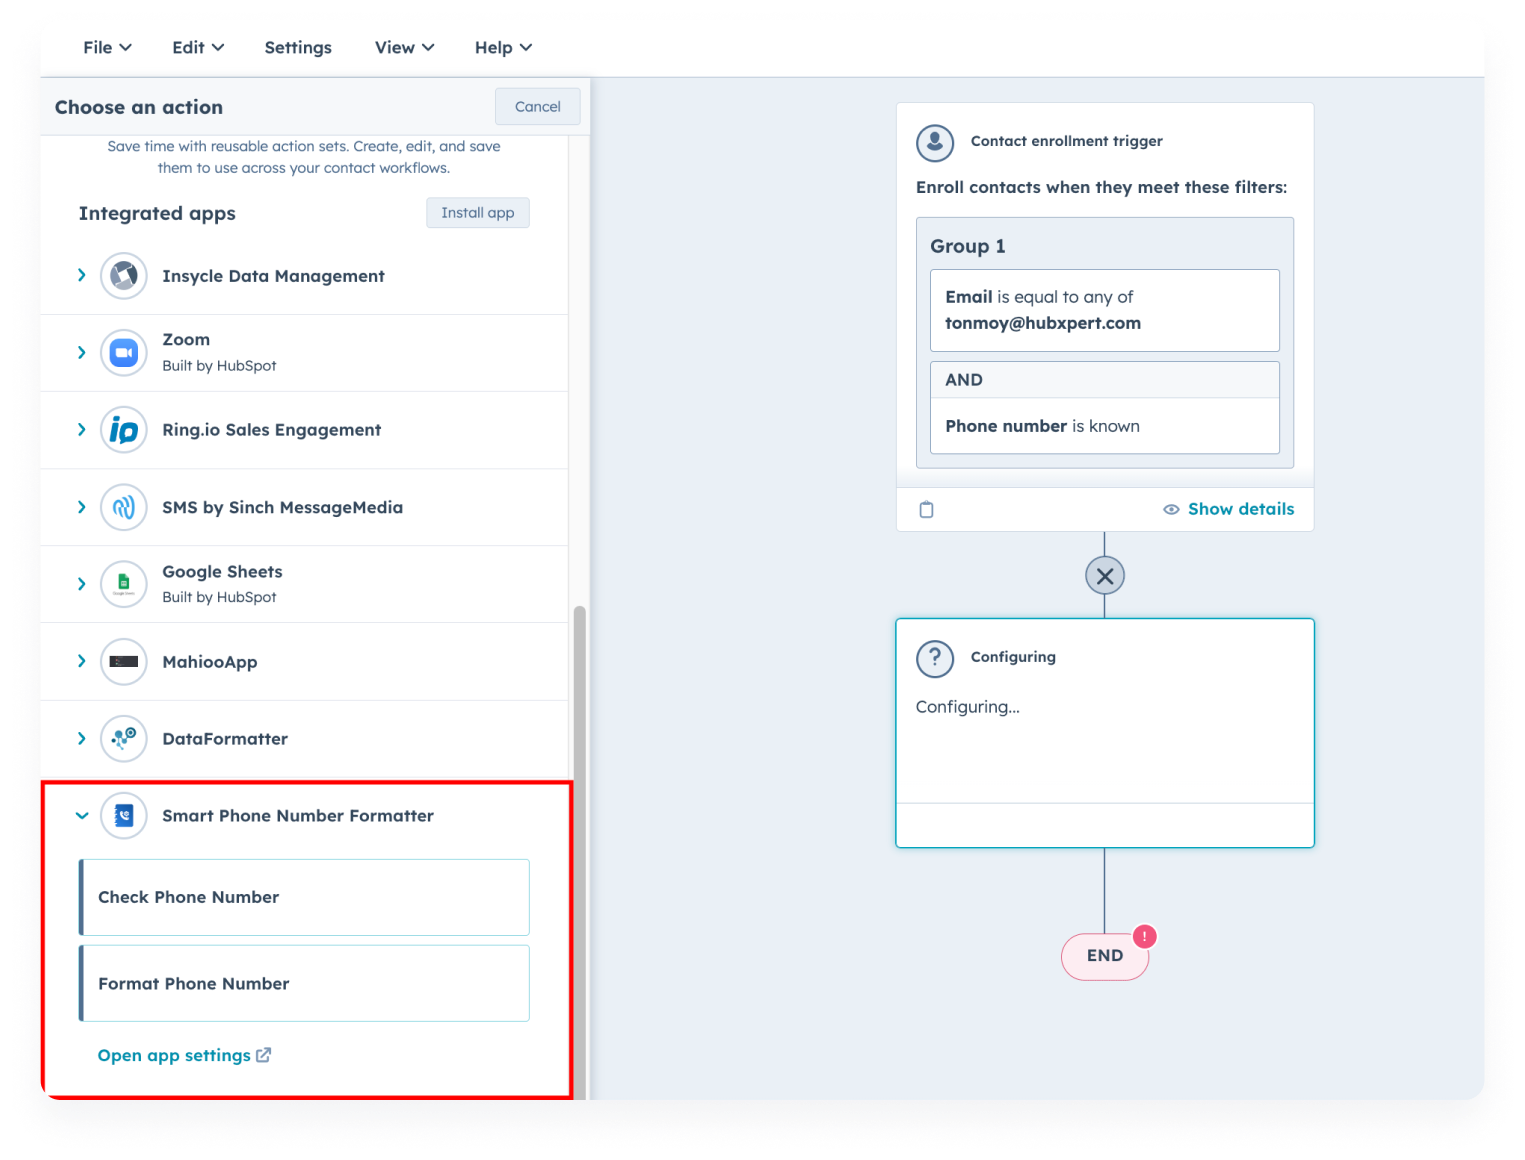 File Edit Settings View Help
Choose an action
Cancel
Save time with reusable action sets. Create, edit, and save
them to use across your contact workflows.
Integrated apps
Install app
Insycle Data Management
Zoom
Built by HubSpot
Ring.io Sales Engagement
SMS by Sinch MessageMedia
Google Sheets
Built by HubSpot
MahiooApp
DataFormatter
Smart Phone Number Formatter
Check Phone Number
Format Phone Number
Open app settings
Contact enrollment trigger
Enroll contacts when they meet these filters:
Group 1
Email is equal to any of
tonmoy@hubxpert.com
AND
Phone number is known
Show details
?
Configuring
Configuring...
!
END